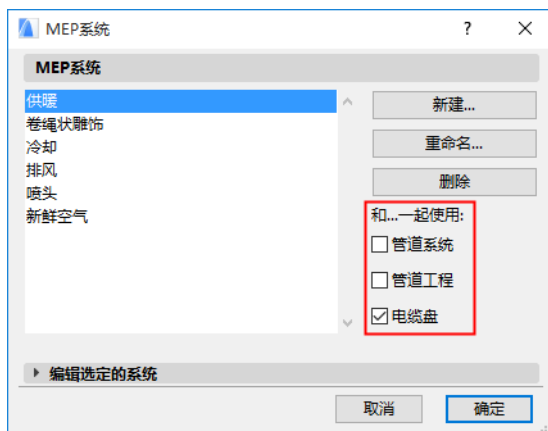 MEP系统
?
MEP系统
供暖
卷绳状雕饰
冷却
排风
喷头
新鲜空气
新建...
重命名...
删除
和...一起使用:
管道系统
管道工程
电缆盘
编辑选定的系统
取消
确定